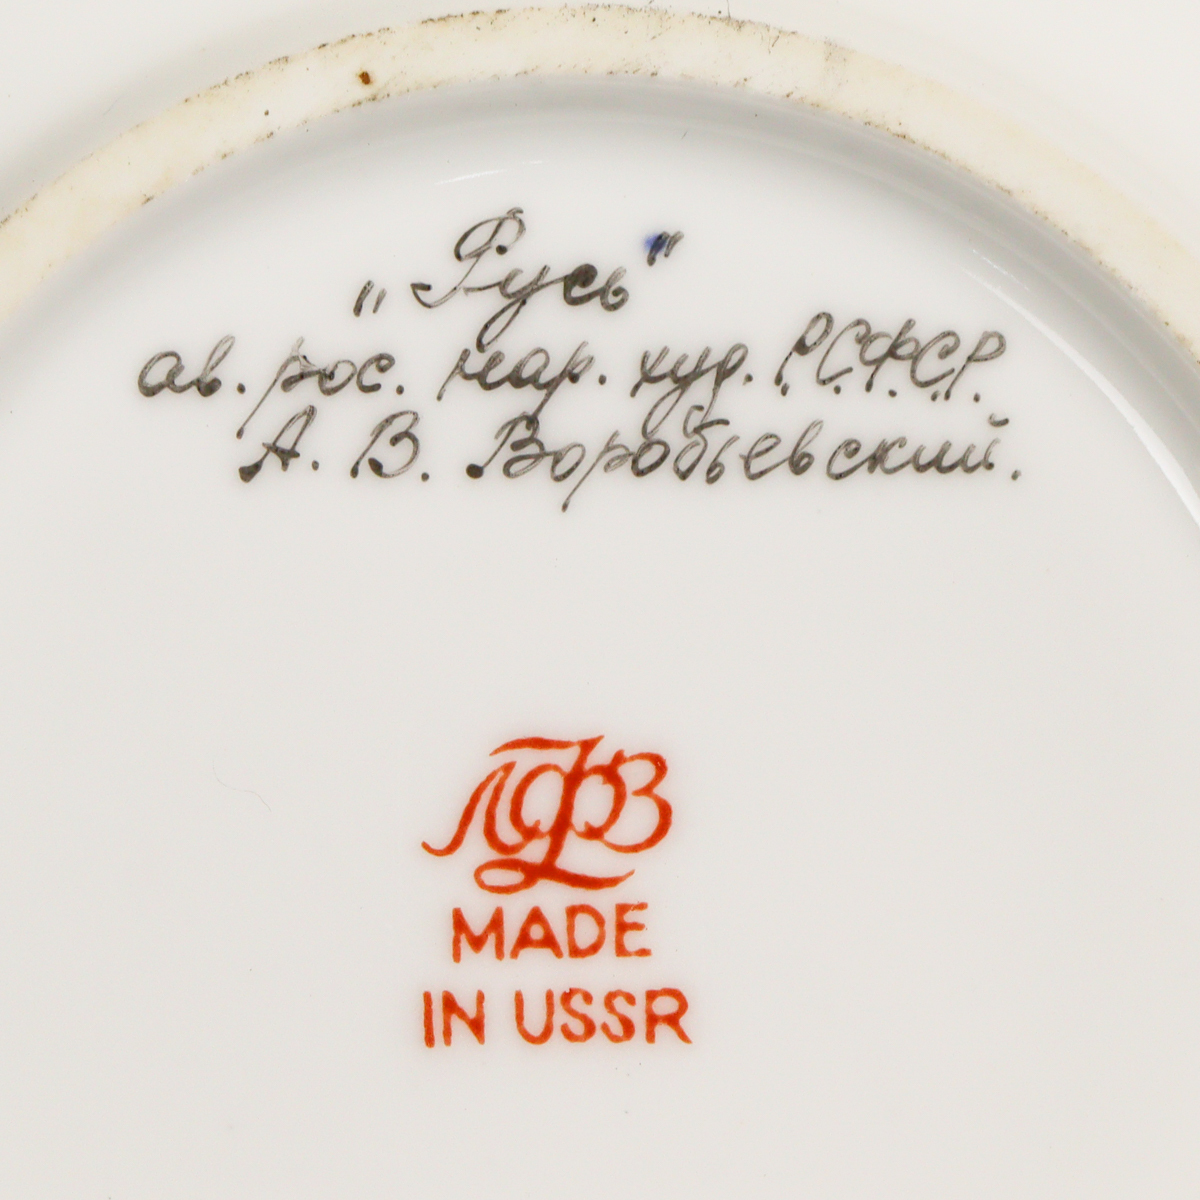 „Русь"
ав. рос. нар. худ. Р.С.Ф.С.Р.
А. В. Воробьевский.
ЛФЗ
MADE
IN USSR